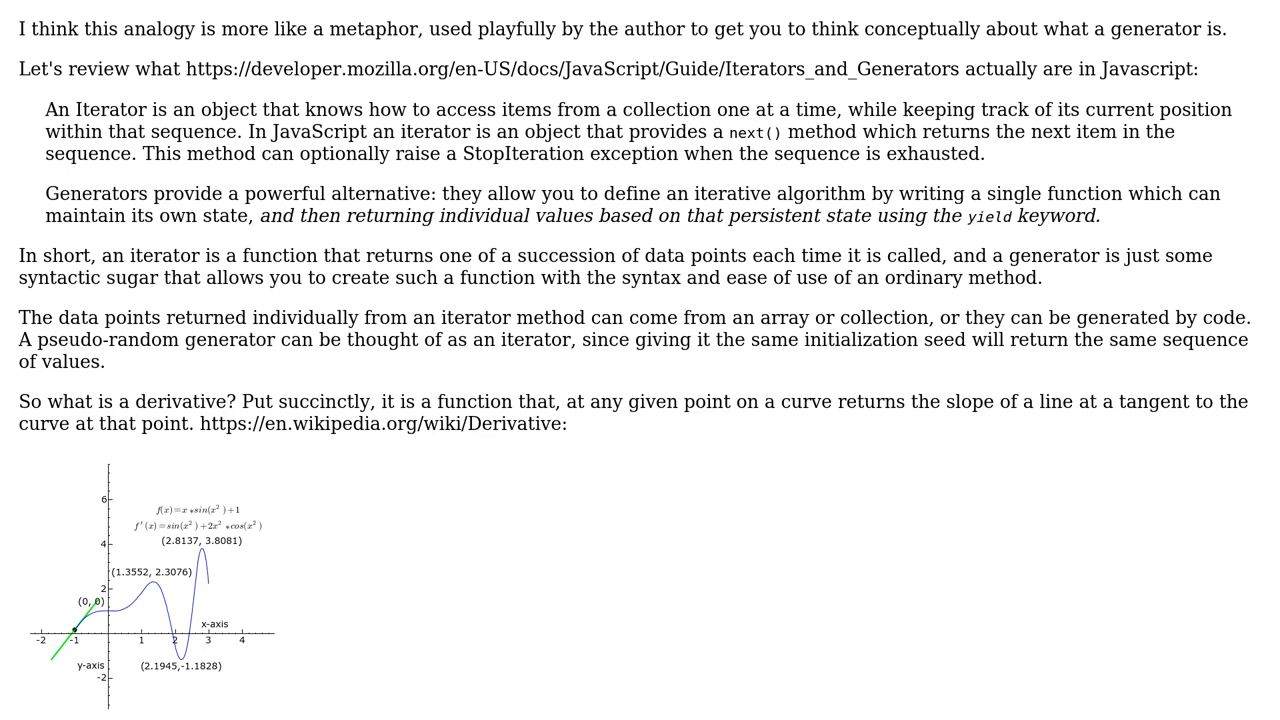 I think this analogy is more like a metaphor, used playfully by the author to get you to think conceptually about what a generator is.
Let's review what https://developer.mozilla.org/en-US/docs/JavaScript/Guide/Iterators_and_Generators actually are in Javascript:
An Iterator is an object that knows how to access items from a collection one at a time, while keeping track of its current position
within that sequence. In JavaScript an iterator is an object that provides a next() method which returns the next item in the
sequence. This method can optionally raise a StopIteration exception when the sequence is exhausted.
Generators provide a powerful alternative: they allow you to define an iterative algorithm by writing a single function which can
maintain its own state, and then returning individual values based on that persistent state using the yield keyword.
In short, an iterator is a function that returns one of a succession of data points each time it is called, and a generator is just some
syntactic sugar that allows you to create such a function with the syntax and ease of use of an ordinary method.
The data points returned individually from an iterator method can come from an array or collection, or they can be generated by code.
A pseudo-random generator can be thought of as an iterator, since giving it the same initialization seed will return the same sequence
of values.
So what is a derivative? Put succinctly, it is a function that, at any given point on a curve returns the slope of a line at a tangent to the
curve at that point. https://en.wikipedia.org/wiki/Derivative:
6
f(x)=x*sin(x²)+1
f'(x)=sin(x²)+2x²*cos(x²)
(2.8137, 3.8081)
4
(1.3552, 2.3076)
2
(0, 0)
x-axis
-2 -1 1 2 3 4
y-axis
(2.1945,-1.1828)
-2